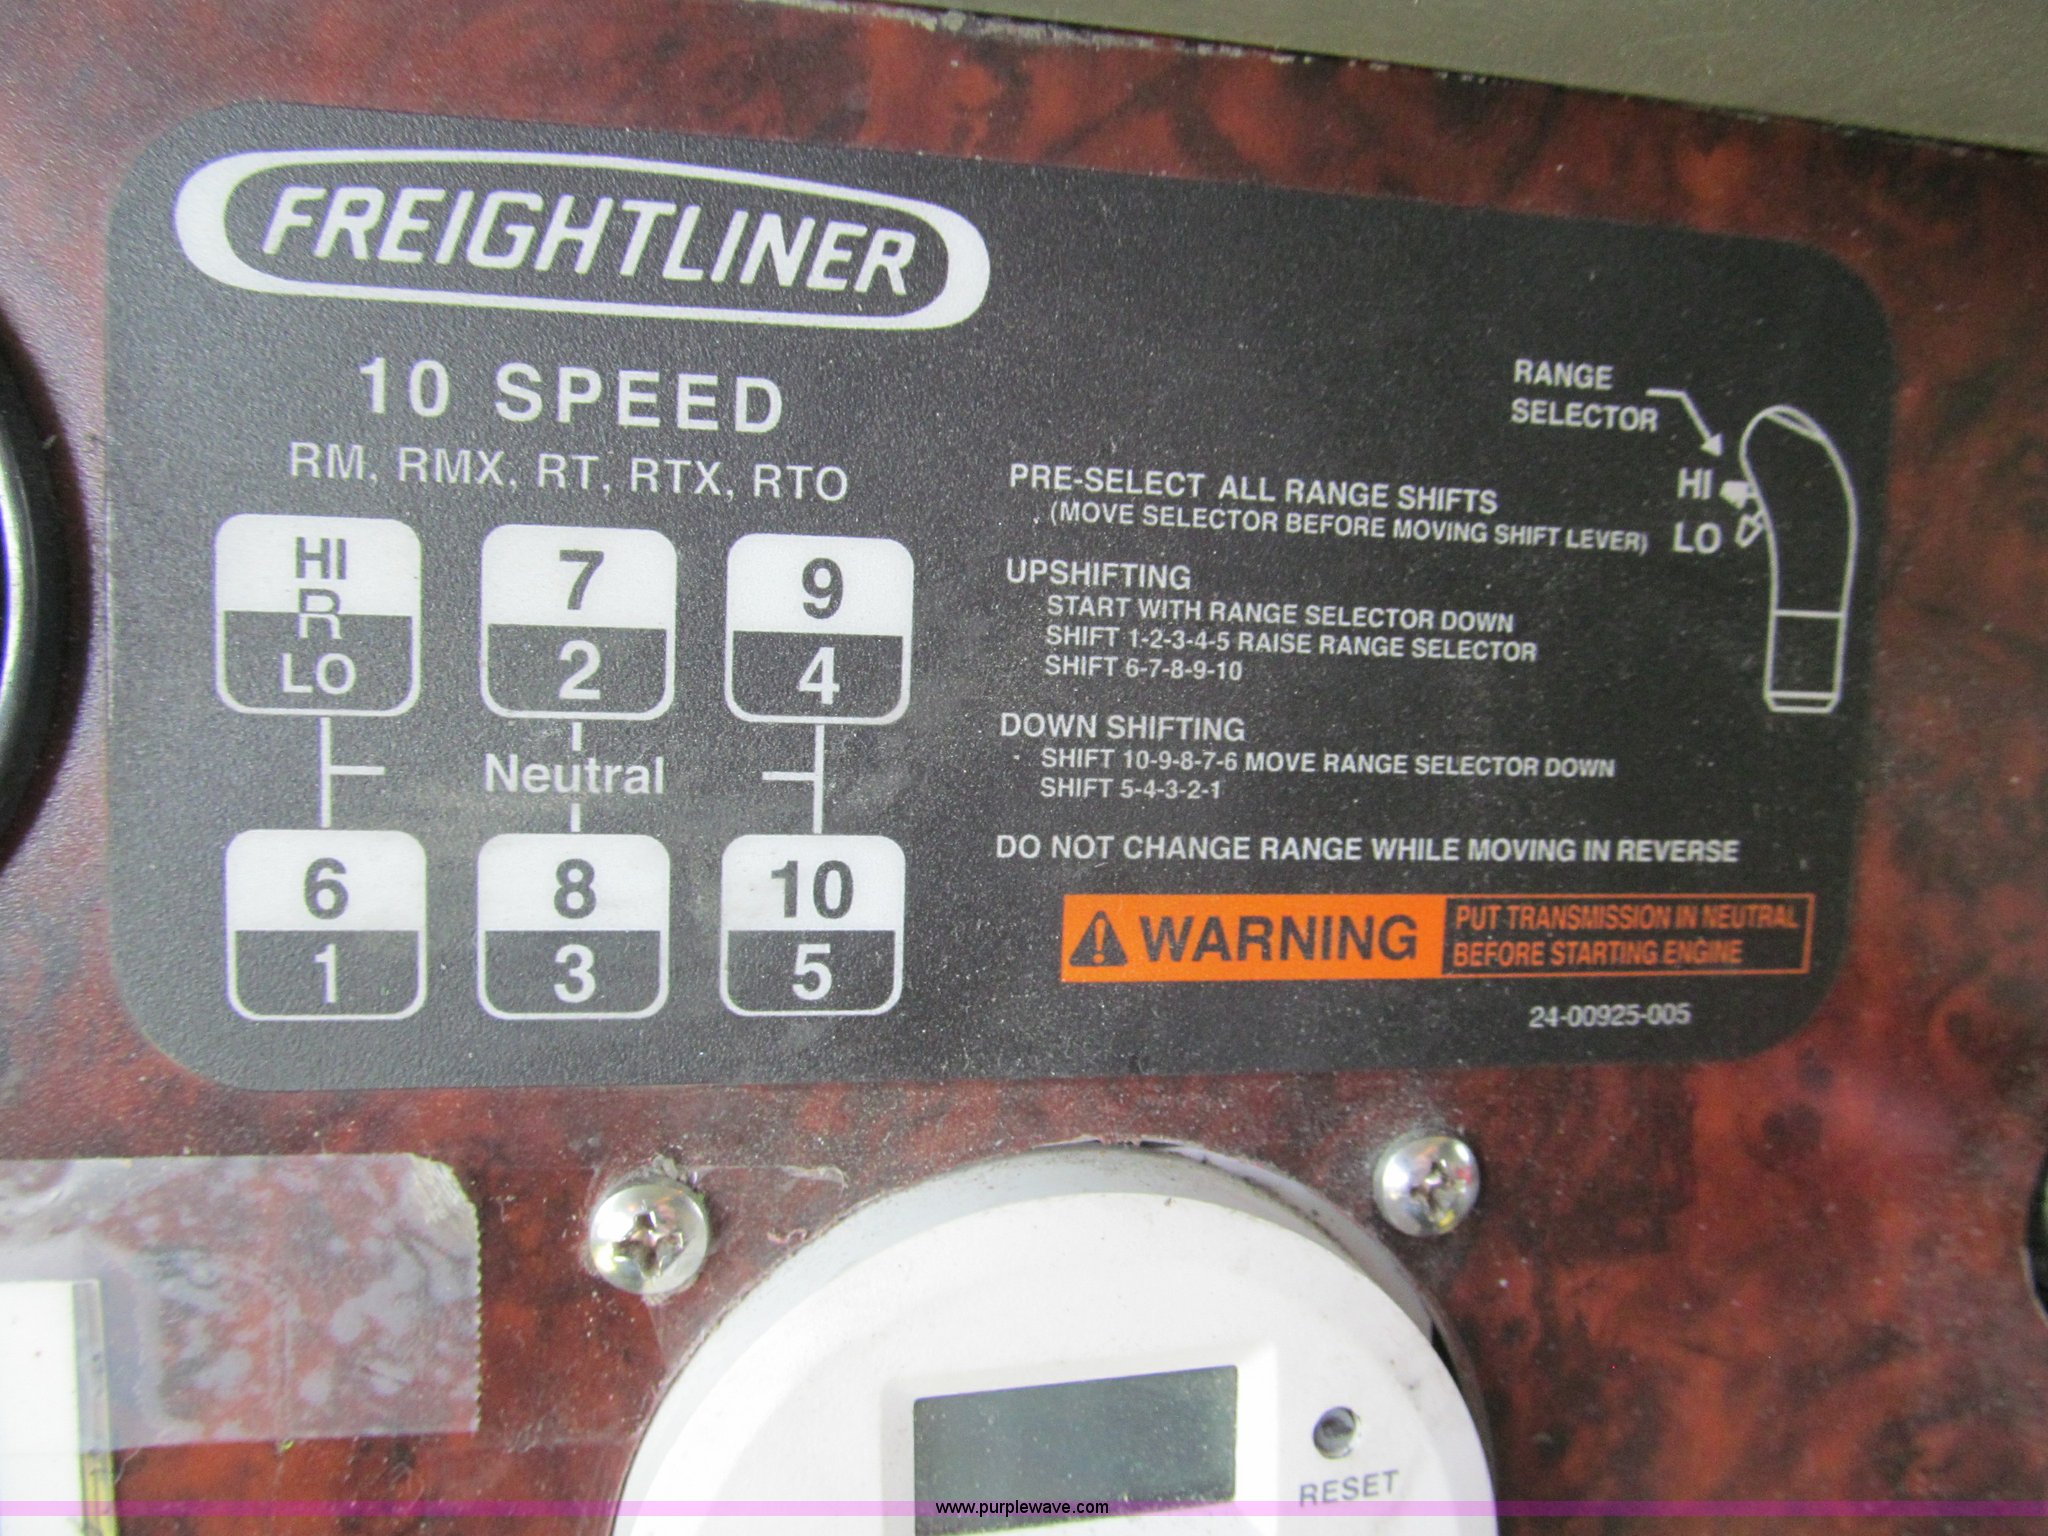 FREIGHTLINER
10 SPEED
RM, RMX, RT, RTX, RTO
HI
R
LO
7
2
9
4
Neutral
6
1
8
3
10
5
RANGE
SELECTOR
HI
LO
PRE-SELECT ALL RANGE SHIFTS
(MOVE SELECTOR BEFORE MOVING SHIFT LEVER)
UPSHIFTING
START WITH RANGE SELECTOR DOWN
SHIFT 1-2-3-4-5 RAISE RANGE SELECTOR
SHIFT 6-7-8-9-10
DOWN SHIFTING
SHIFT 10-9-8-7-6 MOVE RANGE SELECTOR DOWN
SHIFT 5-4-3-2-1
DO NOT CHANGE RANGE WHILE MOVING IN REVERSE
WARNING
PUT TRANSMISSION IN NEUTRAL
BEFORE STARTING ENGINE
24-00925-005
RESET
www.purplewave.com